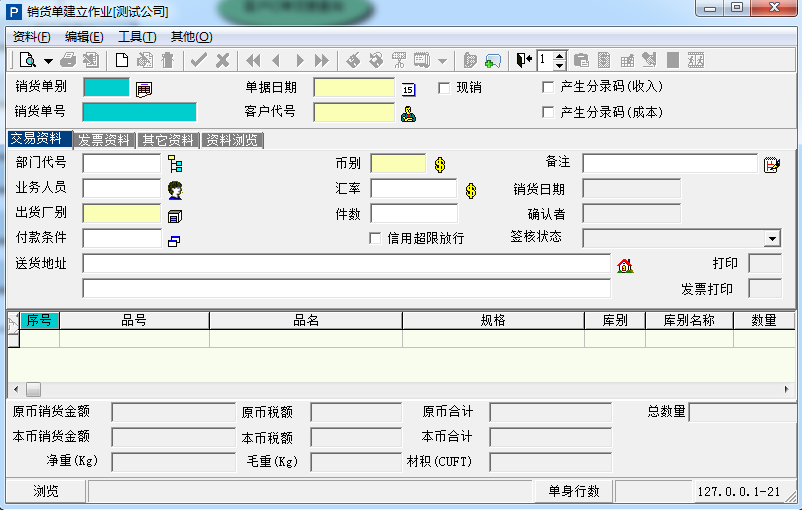 销货单建立作业[测试公司]
资料(F) 编辑(E) 工具(T) 其他(O)
1
销货单别 单据日期 15 现销 产生分录码(收入)
销货单号 客户代号 产生分录码(成本)
交易资料 发票资料 其它资料 资料浏览
部门代号 币别 备注
业务人员 汇率 销货日期
出货厂别 件数 确认者
付款条件 信用超限放行 签核状态
送货地址 打印
发票打印
序号 品号 品名 规格 库别 库别名称 数量
原币销货金额 原币税额 原币合计 总数量
本币销货金额 本币税额 本币合计
净重(Kg) 毛重(Kg) 材积(CUFT)
浏览 单身行数 127.0.0.1-21